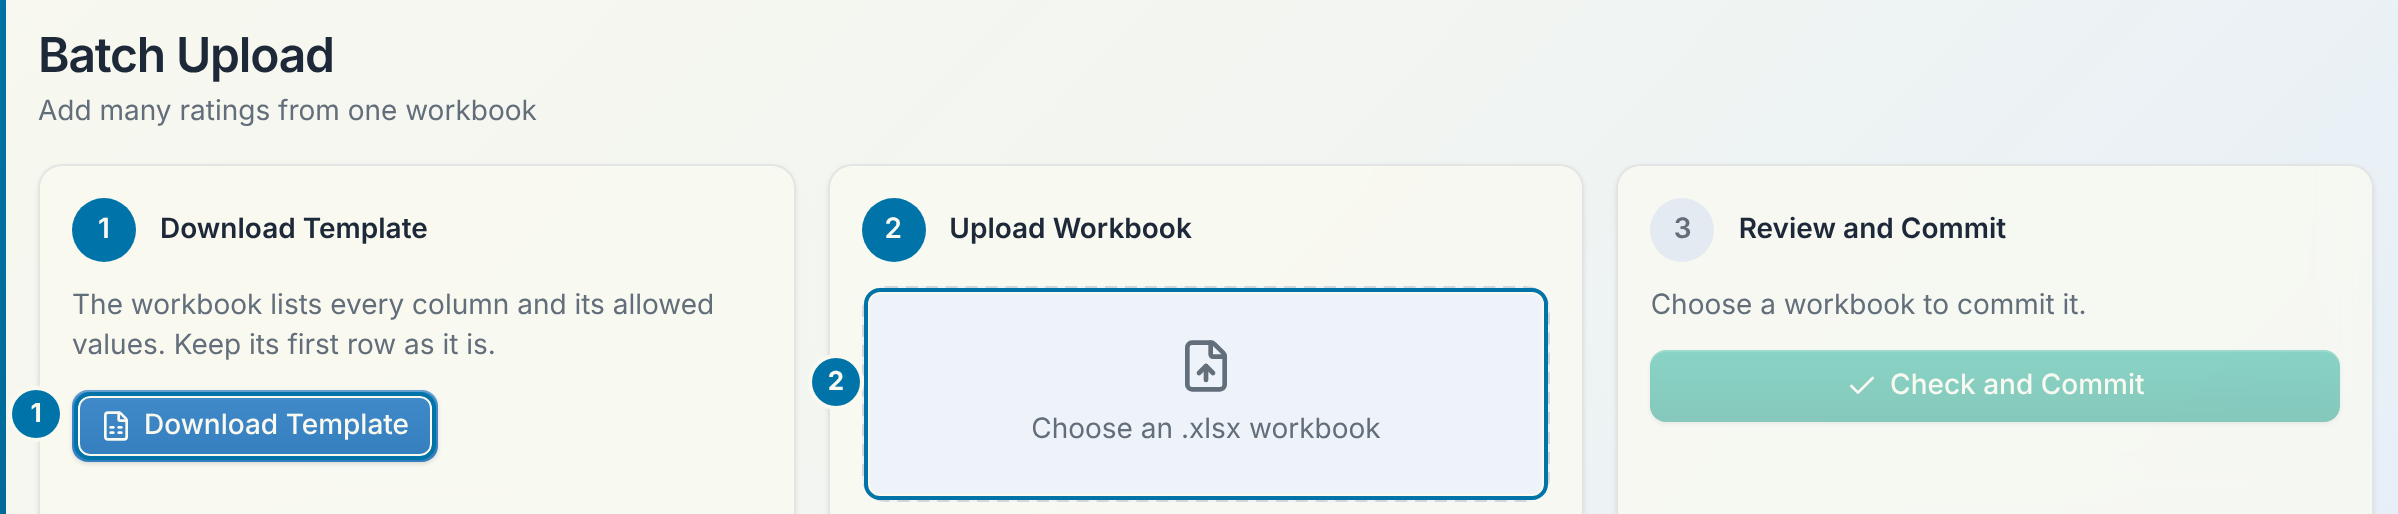 Batch Upload
Add many ratings from one workbook
1 Download Template
The workbook lists every column and its allowed
values. Keep its first row as it is.
1 Download Template
2 Upload Workbook
2
Choose an .xlsx workbook
3 Review and Commit
Choose a workbook to commit it.
Check and Commit